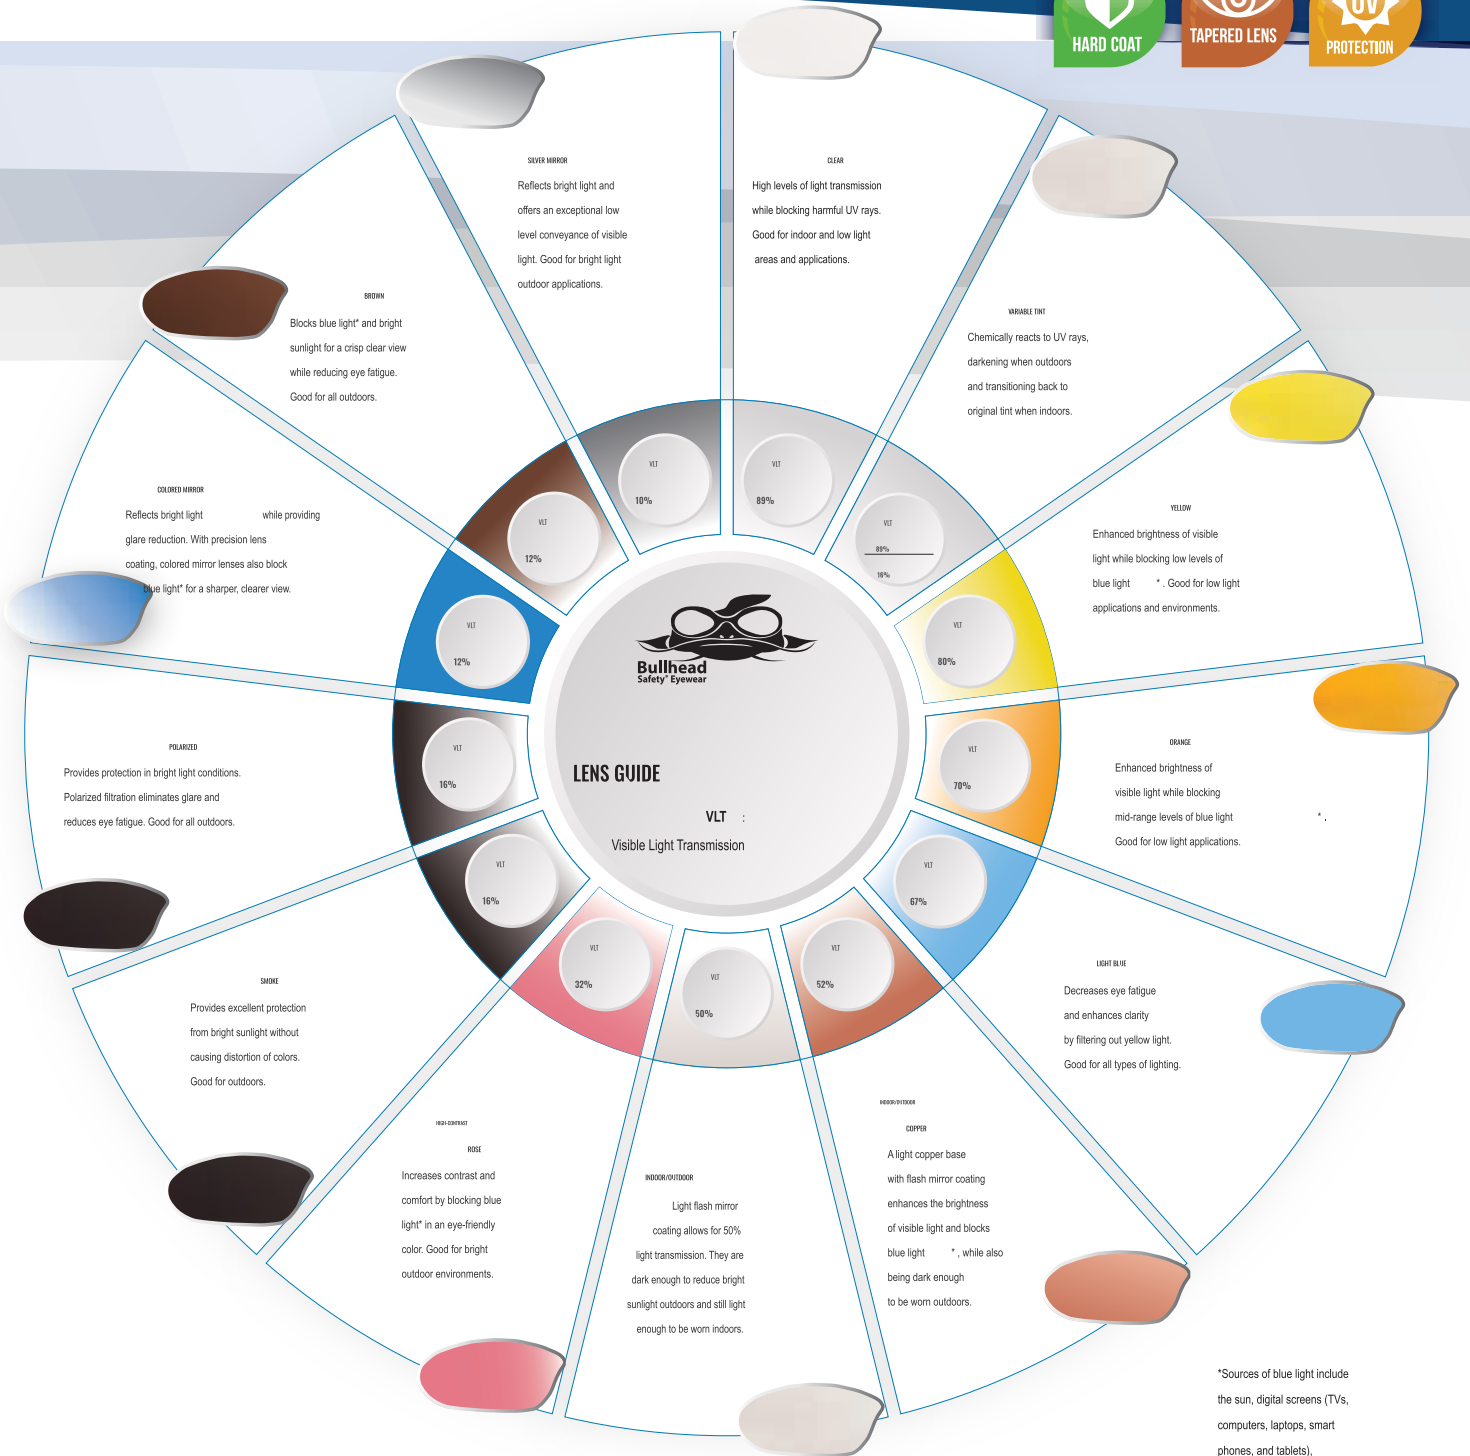 HARD COAT
TAPERED LENS
UV
PROTECTION
SILVER MIRROR
Reflects bright light and
offers an exceptional low
level conveyance of visible
light. Good for bright light
outdoor applications.
VLT
10%
CLEAR
High levels of light transmission
while blocking harmful UV rays.
Good for indoor and low light
areas and applications.
VLT
89%
VARIABLE TINT
Chemically reacts to UV rays,
darkening when outdoors
and transitioning back to
original tint when indoors.
VLT
89%
16%
YELLOW
Enhanced brightness of visible
light while blocking low levels of
blue light * . Good for low light
applications and environments.
VLT
80%
ORANGE
Enhanced brightness of
visible light while blocking
mid-range levels of blue light * .
Good for low light applications.
VLT
70%
LIGHT BLUE
Decreases eye fatigue
and enhances clarity
by filtering out yellow light.
Good for all types of lighting.
VLT
67%
INDOOR/OUTDOOR
COPPER
A light copper base
with flash mirror coating
enhances the brightness
of visible light and blocks
blue light * , while also
being dark enough
to be worn outdoors.
VLT
52%
INDOOR/OUTDOOR
Light flash mirror
coating allows for 50%
light transmission. They are
dark enough to reduce bright
sunlight outdoors and still light
enough to be worn indoors.
VLT
50%
HIGH-CONTRAST
ROSE
Increases contrast and
comfort by blocking blue
light* in an eye-friendly
color. Good for bright
outdoor environments.
VLT
32%
SMOKE
Provides excellent protection
from bright sunlight without
causing distortion of colors.
Good for outdoors.
VLT
16%
POLARIZED
Provides protection in bright light conditions.
Polarized filtration eliminates glare and
reduces eye fatigue. Good for all outdoors.
VLT
16%
COLORED MIRROR
Reflects bright light while providing
glare reduction. With precision lens
coating, colored mirror lenses also block
blue light* for a sharper, clearer view.
VLT
12%
BROWN
Blocks blue light* and bright
sunlight for a crisp clear view
while reducing eye fatigue.
Good for all outdoors.
VLT
12%
Bullhead
Safety® Eyewear
LENS GUIDE
VLT :
Visible Light Transmission
*Sources of blue light include
the sun, digital screens (TVs,
computers, laptops, smart
phones, and tablets),